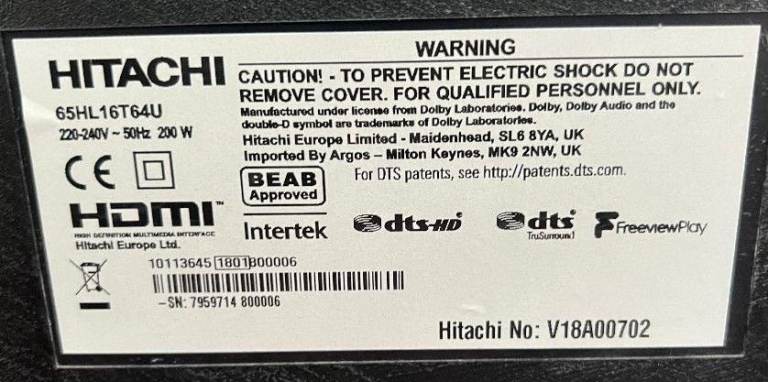 WARNING
HITACHI
CAUTION! - TO PREVENT ELECTRIC SHOCK DO NOT
REMOVE COVER. FOR QUALIFIED PERSONNEL ONLY.
65HL16T64U
220-240V ~ 50Hz 200 W
Manufactured under license from Dolby Laboratories. Dolby, Dolby Audio and the
double-D symbol are trademarks of Dolby Laboratories.
Hitachi Europe Limited - Maidenhead, SL6 8YA, UK
Imported By Argos – Milton Keynes, MK9 2NW, UK
CE
BEAB
Approved
For DTS patents, see http://patents.dts.com.
HDMI™
HIGH DEFINITION MULTIMEDIA INTERFACE
Hitachi Europe Ltd.
Intertek
dts-HD
dts
TruSurround
FreeviewPlay
10113645 1801 800006
-SN: 7959714 800006
Hitachi No: V18A00702